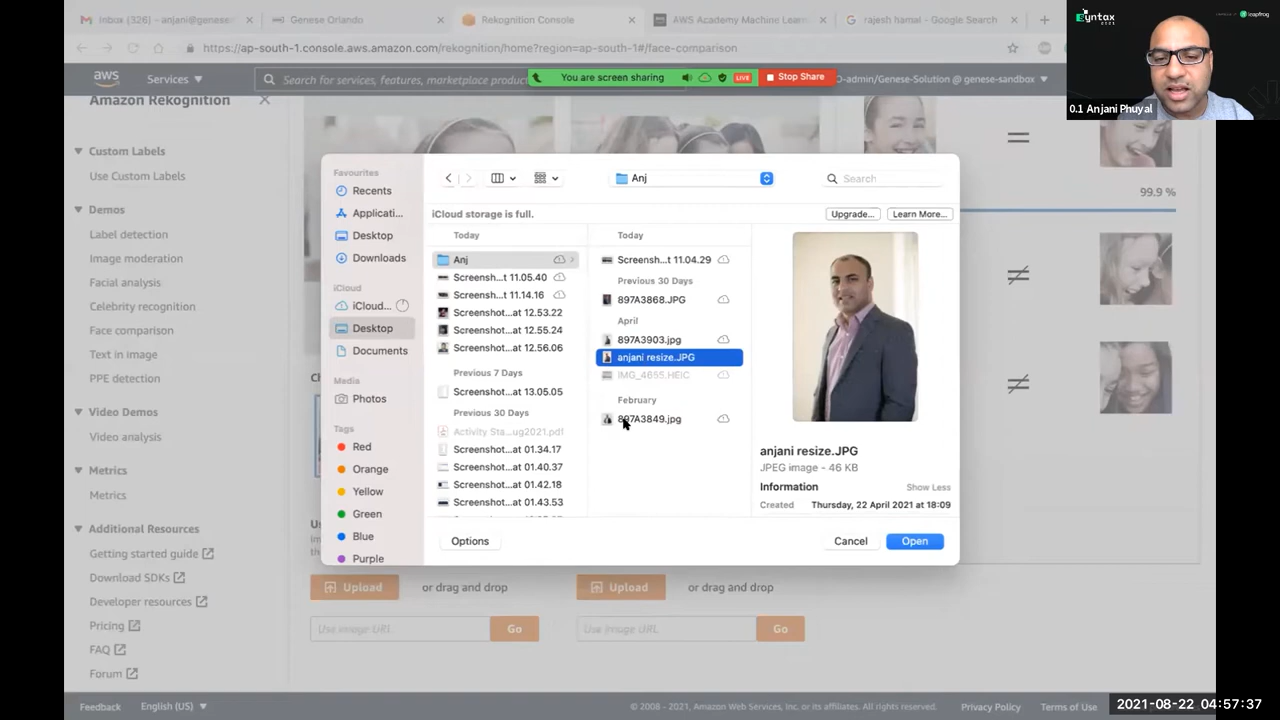 Inbox (326) - anjani@genese
Genese Orlando
Rekognition Console
AWS Academy Machine Learn
rajesh hamal - Google Search
https://ap-south-1.console.aws.amazon.com/rekognition/home?region=ap-south-1#/face-comparison
aws
Services
Search for services, features, marketplace
You are screen sharing
LIVE
Stop Share
O-admin/Genese-Solution @ genese-sandbox
Syntax
leapfrog
0.1 Anjani Phuyal
Amazon Rekognition
Custom Labels
Use Custom Labels
Demos
Label detection
Image moderation
Facial analysis
Celebrity recognition
Face comparison
Text in image
PPE detection
Video Demos
Video analysis
Metrics
Metrics
Additional Resources
Getting started guide
Download SDKs
Developer resources
Pricing
FAQ
Forum
Favourites
Recents
Applicati...
Desktop
Downloads
iCloud
iCloud...
Desktop
Documents
Media
Photos
Tags
Red
Orange
Yellow
Green
Blue
Purple
Anj
Search
iCloud storage is full.
Upgrade...
Learn More...
Today
Anj
Screensh...t 11.05.40
Screensh...t 11.14.16
Screenshot...at 12.53.22
Screenshot...at 12.55.24
Screenshot...at 12.56.06
Previous 7 Days
Screenshot...at 13.05.05
Previous 30 Days
Activity Sta...ug2021.pdf
Screenshot...at 01.34.17
Screenshot...at 01.40.37
Screenshot...at 01.42.18
Screenshot...at 01.43.53
Today
Screensh...t 11.04.29
Previous 30 Days
897A3868.JPG
April
897A3903.jpg
anjani resize.JPG
IMG_4655.HEIC
February
897A3849.jpg
anjani resize.JPG
JPEG image - 46 KB
Information
Show Less
Created
Thursday, 22 April 2021 at 18:09
Options
Cancel
Open
=
99.9 %
≠
≠
Upload
or drag and drop
Upload
or drag and drop
Use image URL
Go
Use image URL
Go
Feedback
English (US)
© 2008 - 2021, Amazon Web Services, Inc. or its affiliates. All rights reserved.
Privacy Policy
Terms of Use
2021-08-22 04:57:37